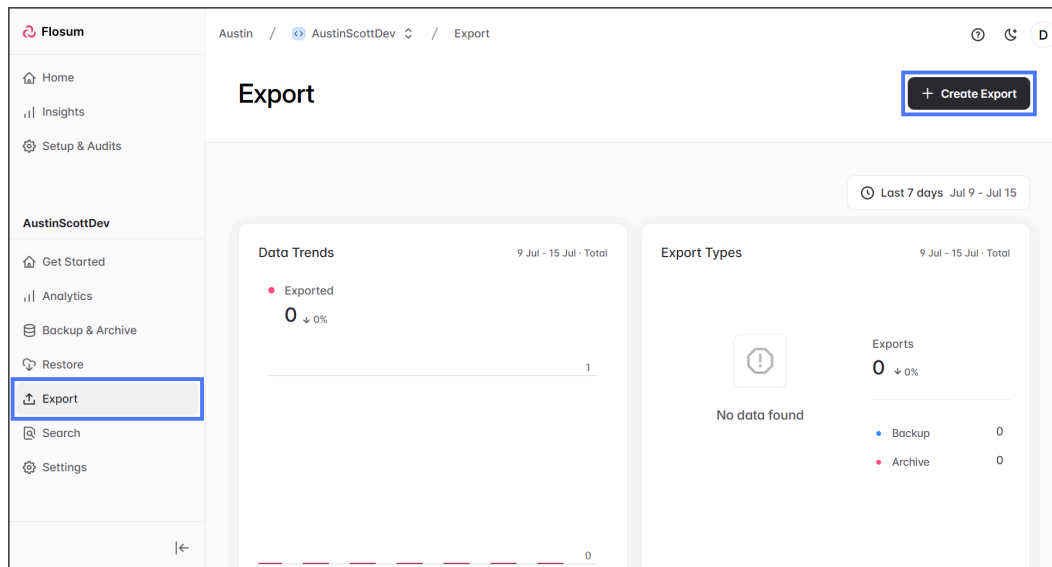 Flosum
Austin / AustinScottDev / Export
D
Home
Insights
Setup & Audits
Export
+ Create Export
Last 7 days Jul 9 - Jul 15
AustinScottDev
Get Started
Analytics
Backup & Archive
Restore
Export
Search
Settings
Data Trends
9 Jul - 15 Jul · Total
Exported
0 ↓ 0%
1
0
Export Types
9 Jul - 15 Jul · Total
No data found
Exports
0 ↓ 0%
Backup 0
Archive 0